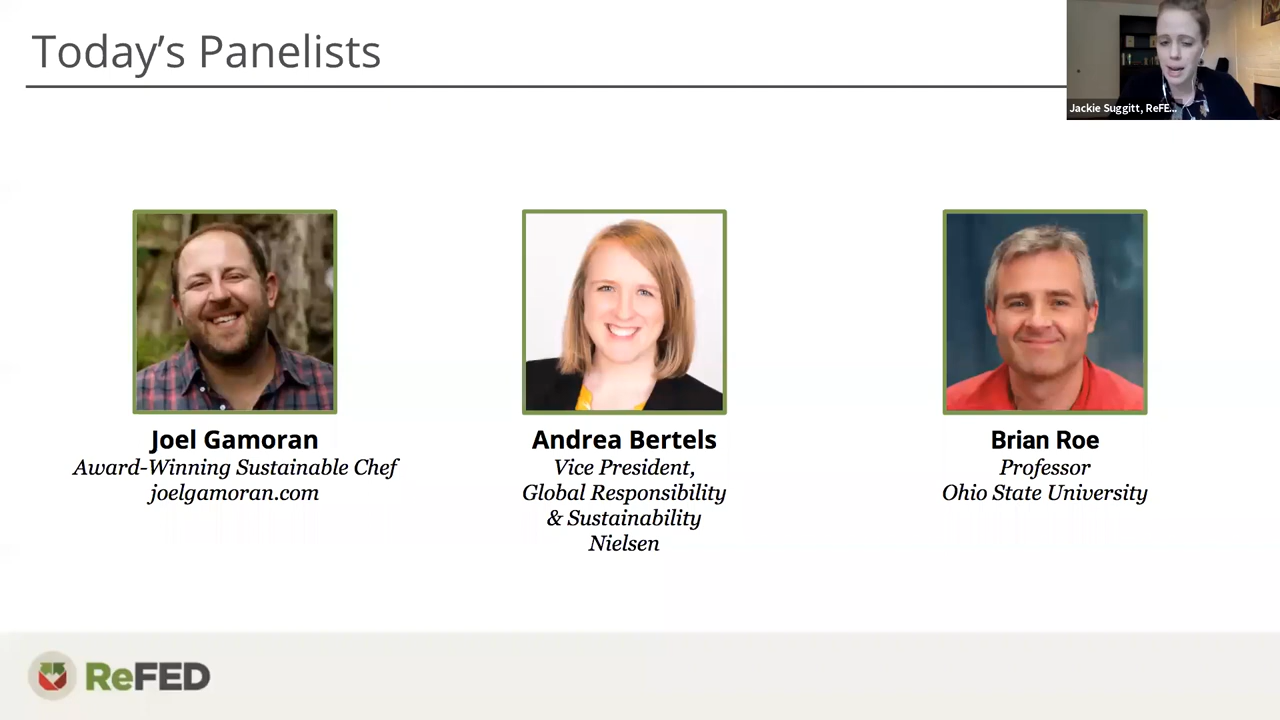 Today's Panelists
Jackie Suggitt, ReFE...
Joel Gamoran
Award-Winning Sustainable Chef
joelgamoran.com
Andrea Bertels
Vice President,
Global Responsibility
& Sustainability
Nielsen
Brian Roe
Professor
Ohio State University
ReFED